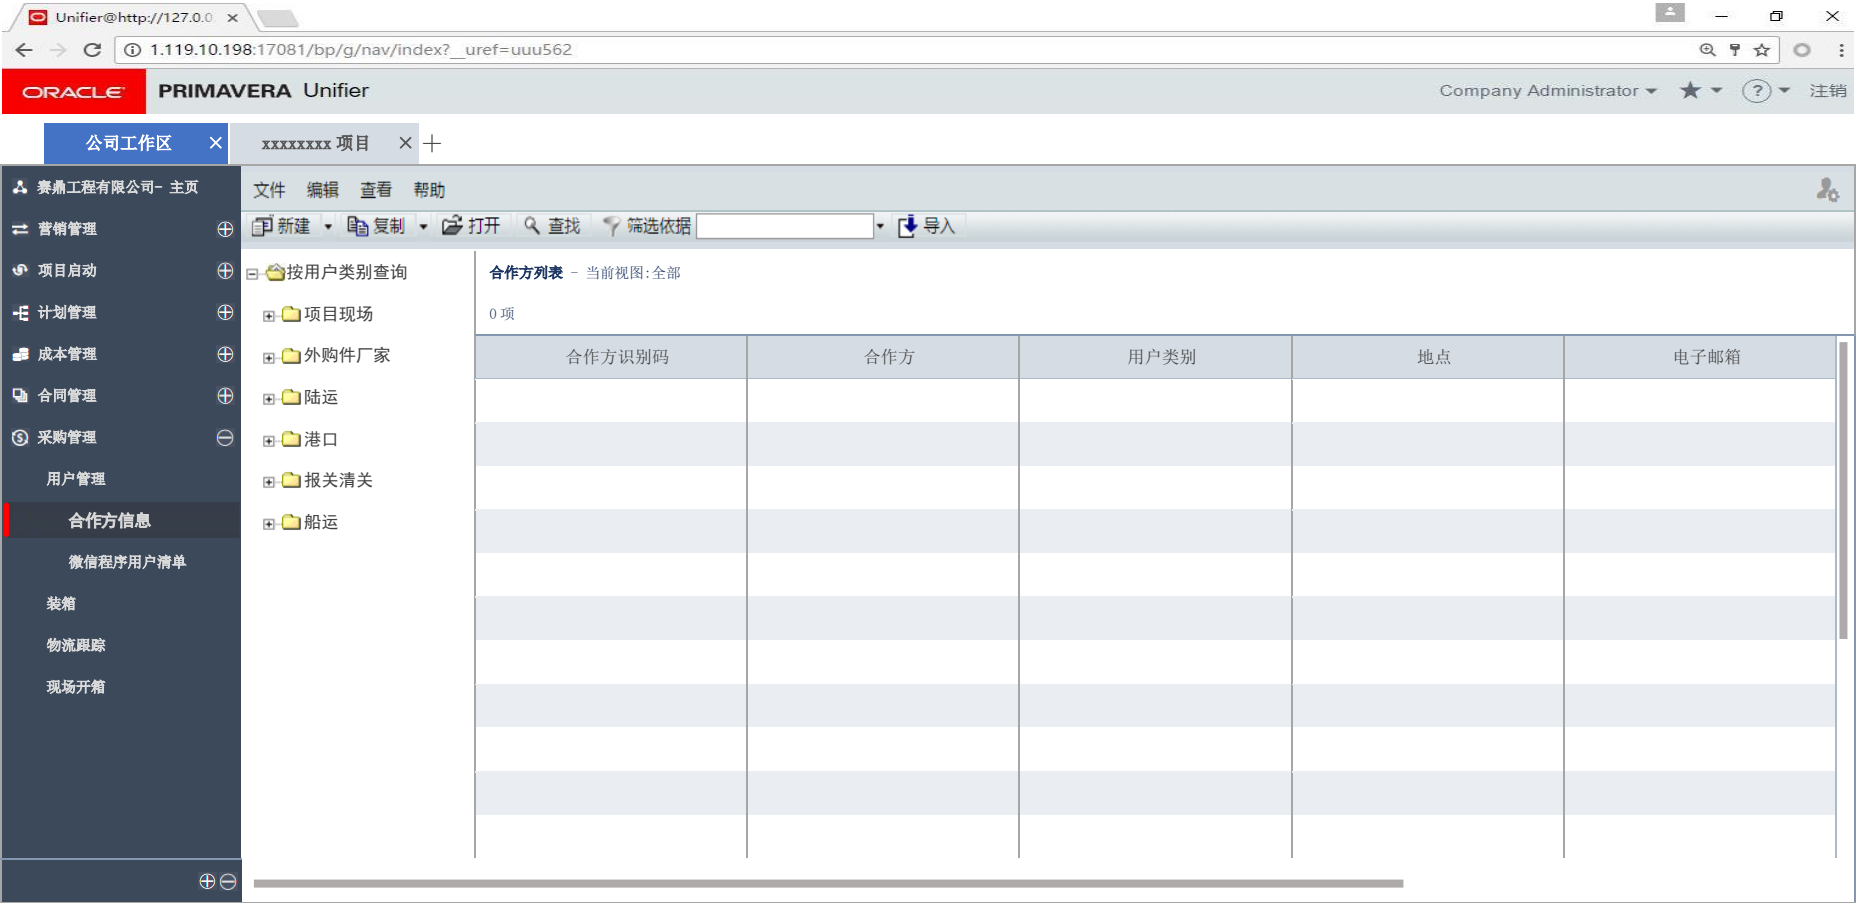 Unifier@http://127.0.0
1.119.10.198:17081/bp/g/nav/index?__uref=uuu562
ORACLE PRIMAVERA Unifier Company Administrator ? 注销
公司工作区 xxxxxxxx 项目
赛鼎工程有限公司- 主页
营销管理
项目启动
计划管理
成本管理
合同管理
采购管理
用户管理
合作方信息
微信程序用户清单
装箱
物流跟踪
现场开箱
文件 编辑 查看 帮助
新建 复制 打开 查找 筛选依据 导入
按用户类别查询
项目现场
外购件厂家
陆运
港口
报关清关
船运
合作方列表 - 当前视图:全部
0 项
合作方识别码 合作方 用户类别 地点 电子邮箱